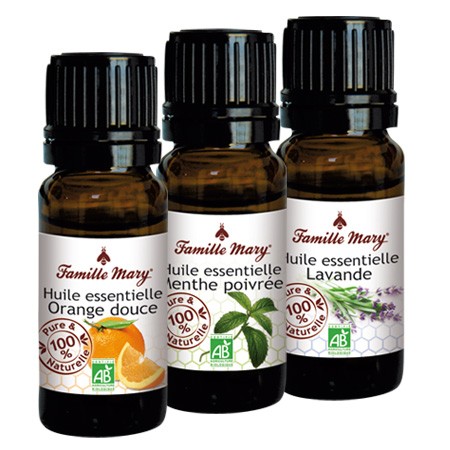 Famille Mary®
Huile essentielle
Orange douce
Pure &
100%
Naturelle
AB
Famille Mary®
Huile essentielle
Menthe poivrée
Pure &
100%
Naturelle
AB
Famille Mary®
Huile essentielle
Lavande
Pure &
100%
Naturelle
AB